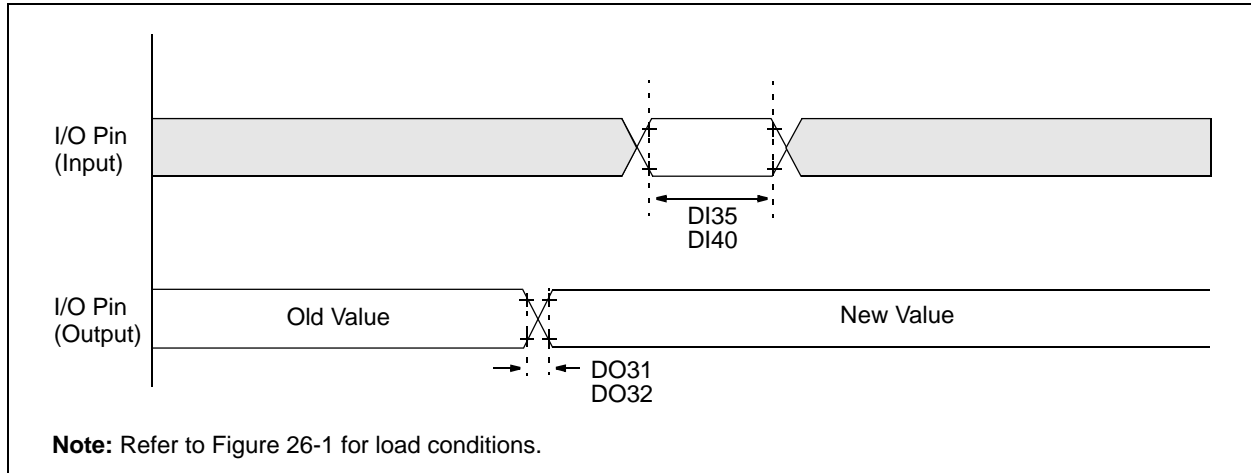 I/O Pin
(Input)
DI35
DI40
I/O Pin
(Output)
Old Value
New Value
DO31
DO32
Note: Refer to Figure 26-1 for load conditions.